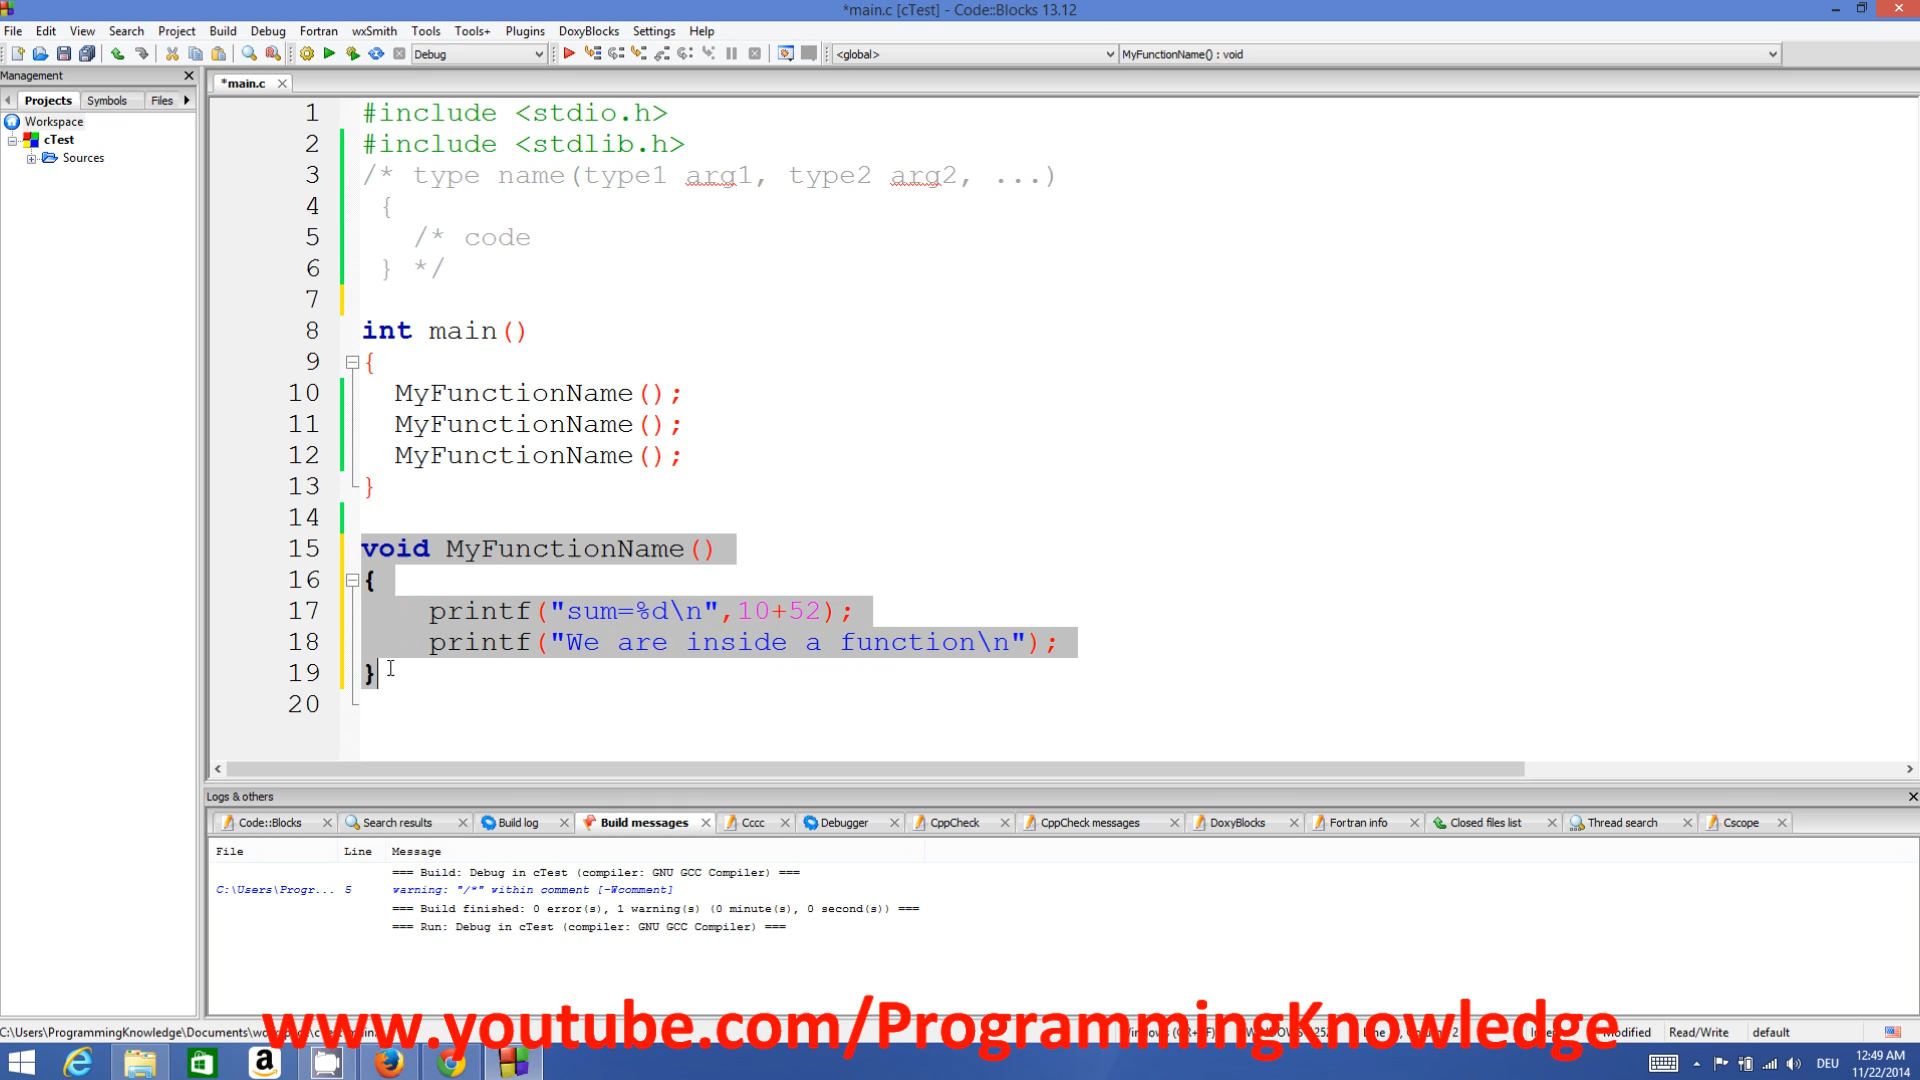 *main.c [cTest] - Code::Blocks 13.12
File Edit View Search Project Build Debug Fortran wxSmith Tools Tools+ Plugins DoxyBlocks Settings Help
Debug <global> MyFunctionName() : void
Management
*main.c
Projects Symbols Files
Workspace
cTest
Sources
1 #include <stdio.h>
2 #include <stdlib.h>
3 /* type name(type1 arg1, type2 arg2, ...)
4 {
5 /* code
6 } */
7
8 int main()
9 {
10 MyFunctionName();
11 MyFunctionName();
12 MyFunctionName();
13 }
14
15 void MyFunctionName()
16 {
17 printf("sum=%d\n",10+52);
18 printf("We are inside a function\n");
19 }
20
Logs & others
Code::Blocks Search results Build log Build messages Cccc Debugger CppCheck CppCheck messages DoxyBlocks Fortran info Closed files list Thread search Cscope
File Line Message
=== Build: Debug in cTest (compiler: GNU GCC Compiler) ===
C:\Users\Progr... 5 warning: "/*" within comment [-Wcomment]
=== Build finished: 0 error(s), 1 warning(s) (0 minute(s), 0 second(s)) ===
=== Run: Debug in cTest (compiler: GNU GCC Compiler) ===
www.youtube.com/ProgrammingKnowledge
C:\Users\ProgrammingKnowledge\Documents\ Modified Read/Write default
DEU 12:49 AM
11/22/2014